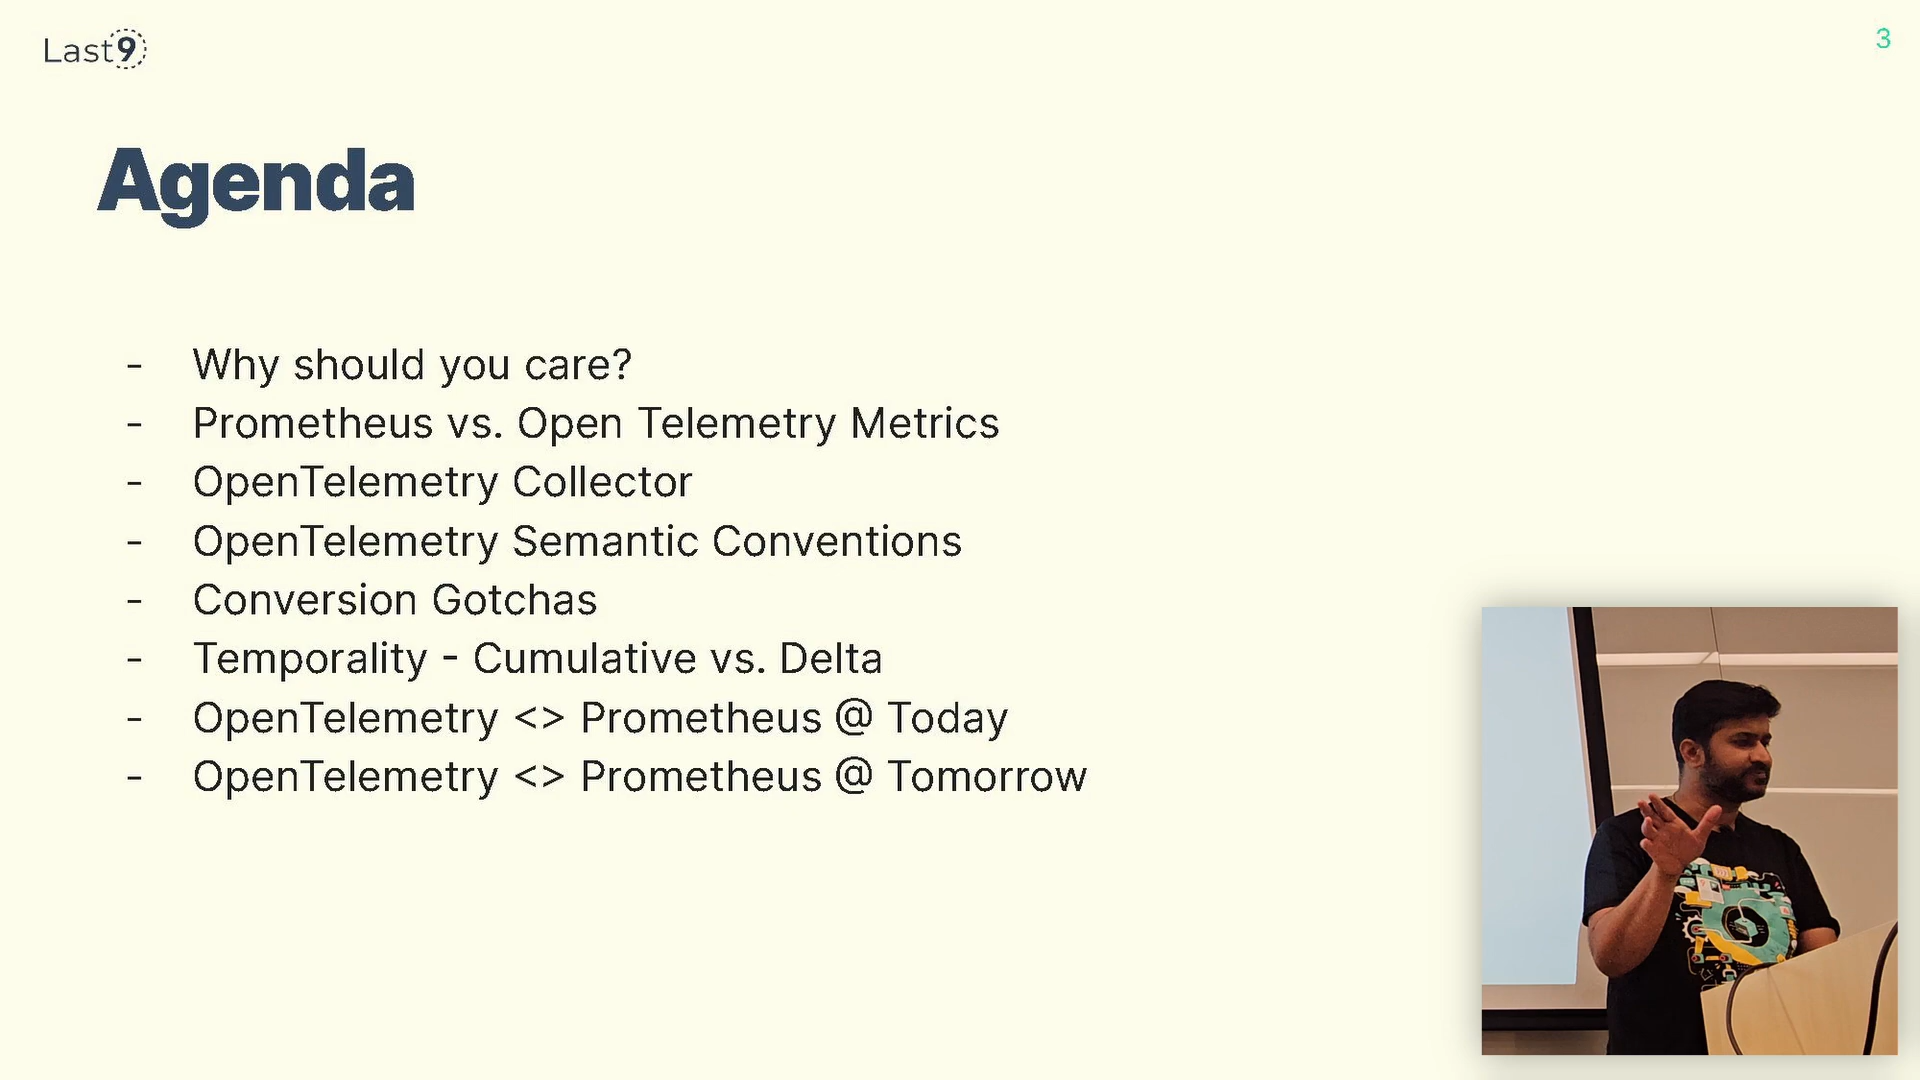 Last9
3
Agenda
- Why should you care?
- Prometheus vs. Open Telemetry Metrics
- OpenTelemetry Collector
- OpenTelemetry Semantic Conventions
- Conversion Gotchas
- Temporality - Cumulative vs. Delta
- OpenTelemetry <> Prometheus @ Today
- OpenTelemetry <> Prometheus @ Tomorrow